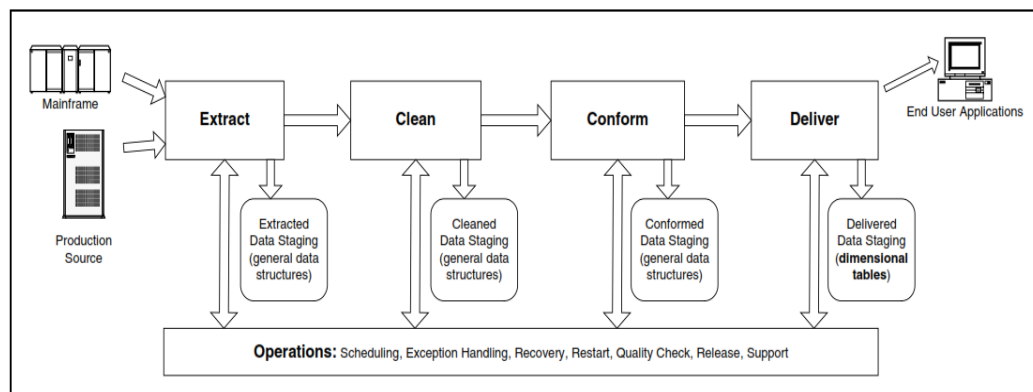 Mainframe
Production
Source
Extract
Clean
Conform
Deliver
End User Applications
Extracted
Data Staging
(general data
structures)
Cleaned
Data Staging
(general data
structures)
Conformed
Data Staging
(general data
structures)
Delivered
Data Staging
(dimensional
tables)
Operations: Scheduling, Exception Handling, Recovery, Restart, Quality Check, Release, Support